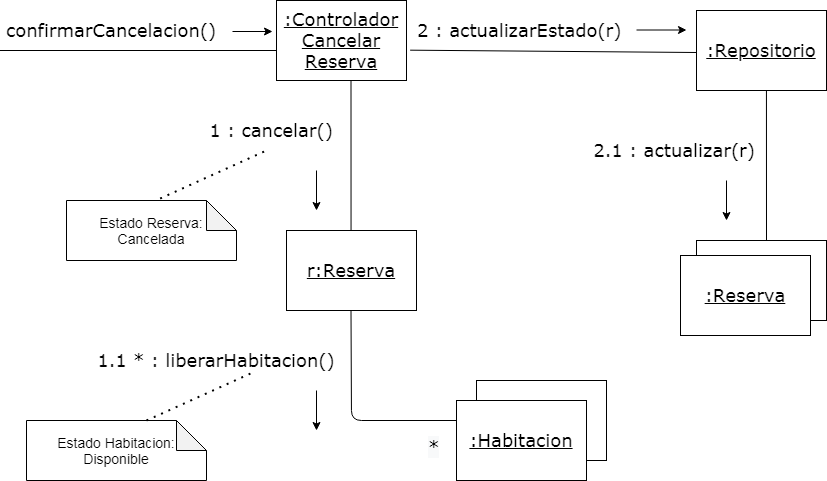 confirmarCancelacion()
:Controlador
Cancelar
Reserva
2 : actualizarEstado(r)
:Repositorio
1 : cancelar()
2.1 : actualizar(r)
Estado Reserva:
Cancelada
r:Reserva
:Reserva
1.1 * : liberarHabitacion()
Estado Habitacion:
Disponible
*
:Habitacion